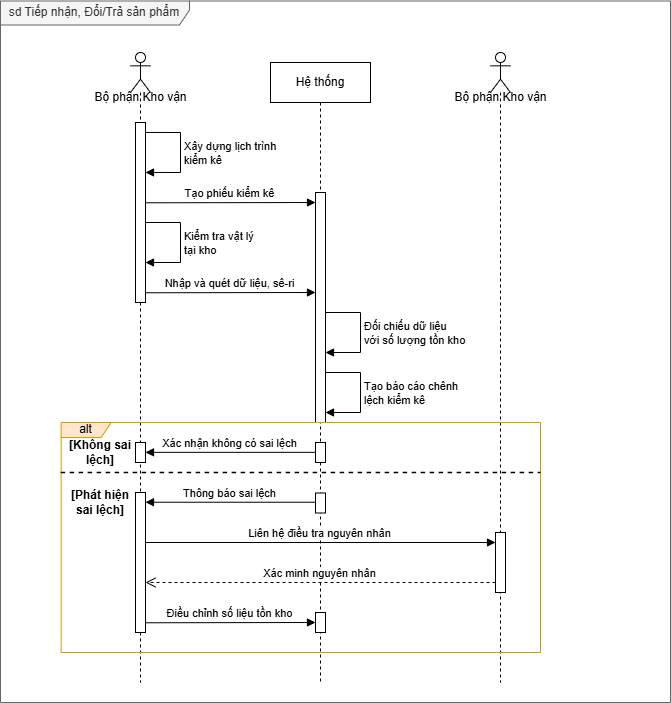 sd Tiếp nhận, Đổi/Trả sản phẩm
Bộ phận Kho vận
Hệ thống
Bộ phận Kho vận
Xây dựng lịch trình
kiểm kê
Tạo phiếu kiểm kê
Kiểm tra vật lý
tại kho
Nhập và quét dữ liệu, sê-ri
Đối chiếu dữ liệu
với số lượng tồn kho
Tạo báo cáo chênh
lệch kiểm kê
alt
[Không sai
lệch]
Xác nhận không có sai lệch
[Phát hiện
sai lệch]
Thông báo sai lệch
Liên hệ điều tra nguyên nhân
Xác minh nguyên nhân
Điều chỉnh số liệu tồn kho